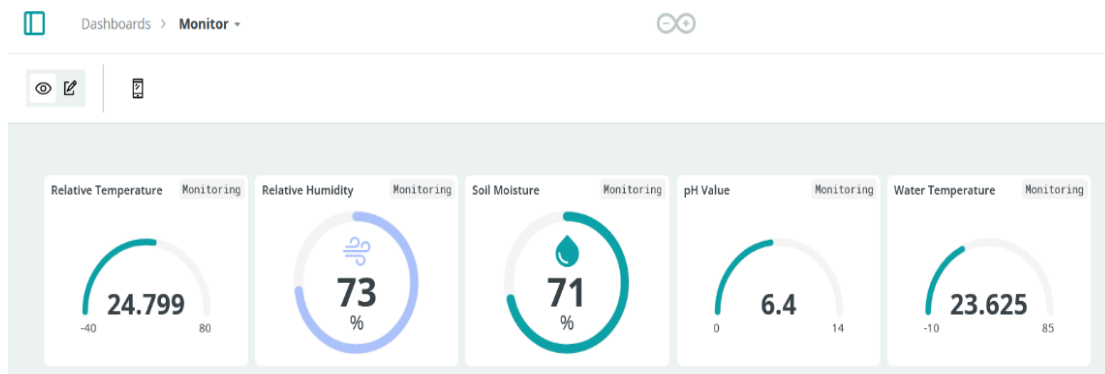 Dashboards > Monitor
Relative Temperature Monitoring
24.799
-40 80
Relative Humidity Monitoring
73
%
Soil Moisture Monitoring
71
%
pH Value Monitoring
6.4
0 14
Water Temperature Monitoring
23.625
-10 85